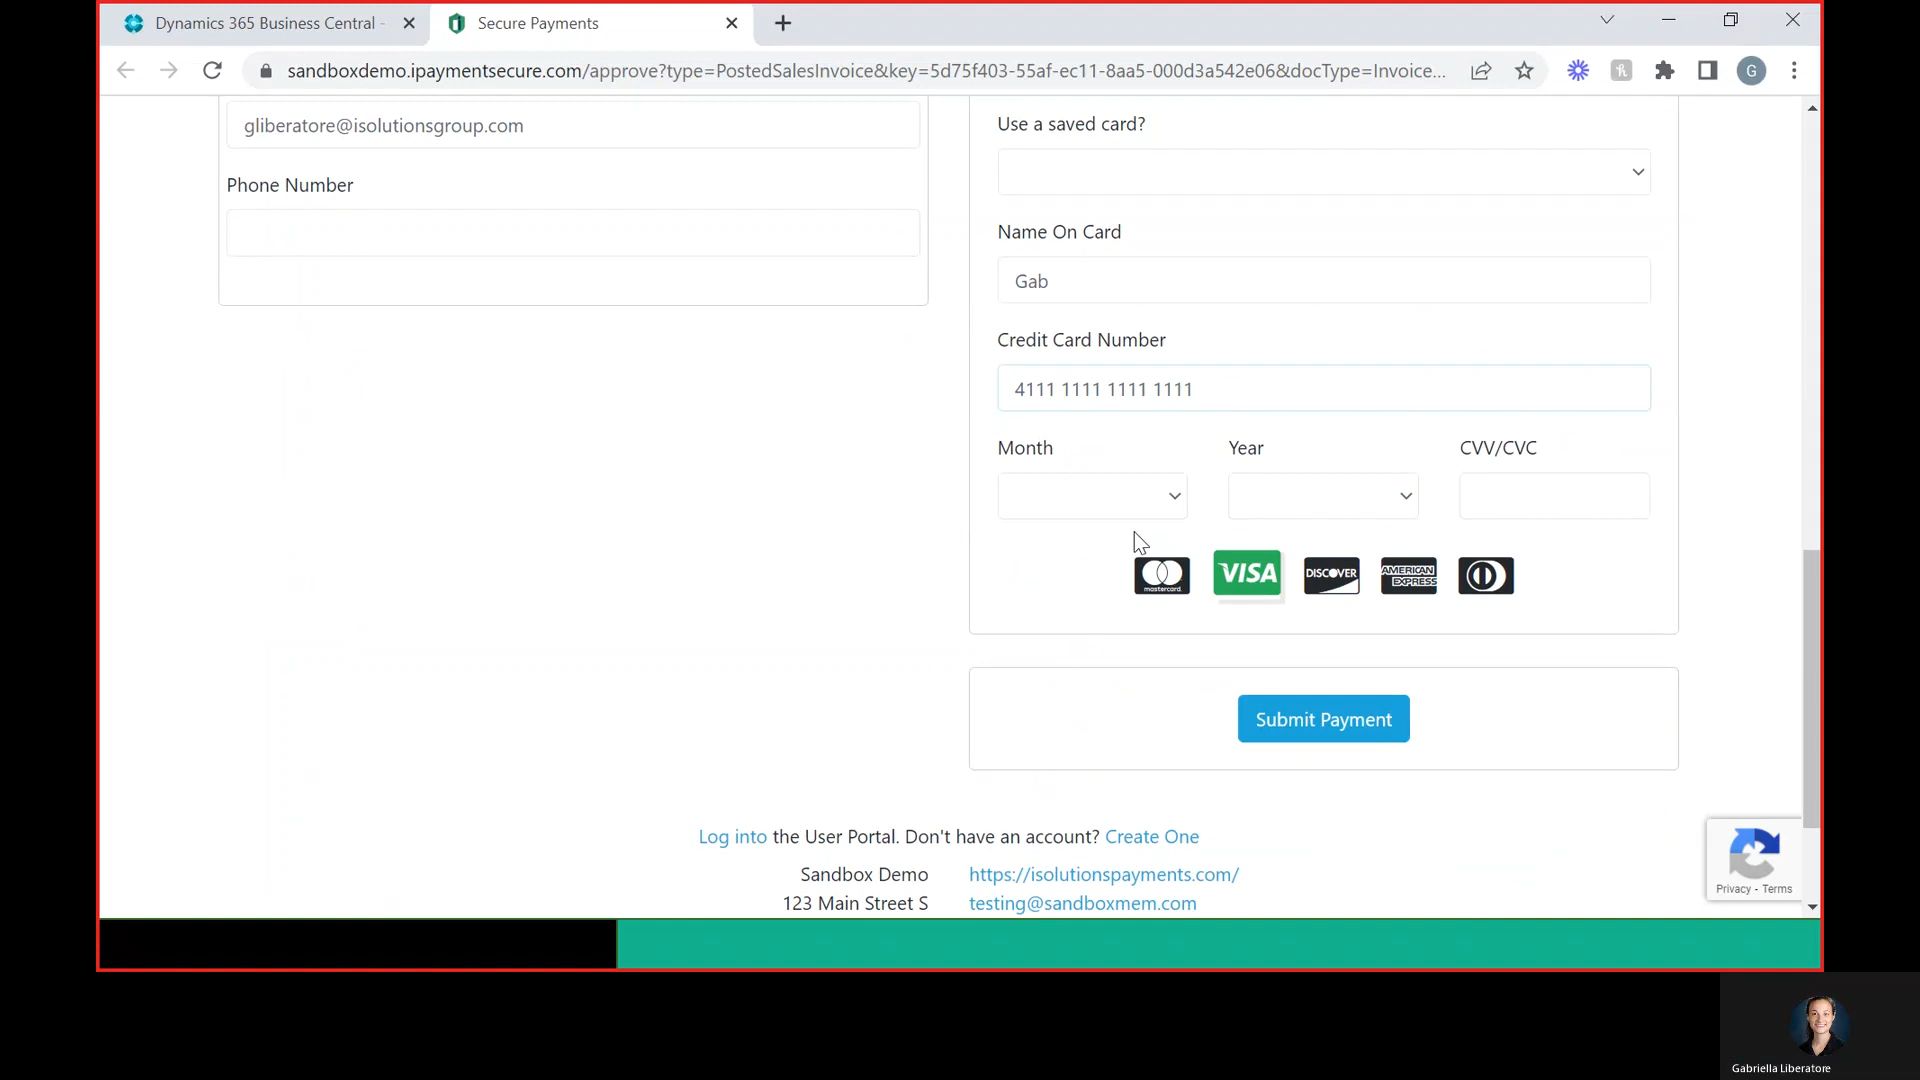 Dynamics 365 Business Central -
Secure Payments
sandboxdemo.ipaymentsecure.com/approve?type=PostedSalesInvoice&key=5d75f403-55af-ec11-8aa5-000d3a542e06&docType=Invoice...
G
gliberatore@isolutionsgroup.com
Phone Number
Use a saved card?
Name On Card
Gab
Credit Card Number
4111 1111 1111 1111
Month
Year
CVV/CVC
mastercard
VISA
DISCOVER
AMERICAN
EXPRESS
Submit Payment
Log into the User Portal. Don't have an account? Create One
Sandbox Demo
https://isolutionspayments.com/
123 Main Street S
testing@sandboxmem.com
Privacy - Terms
Gabriella Liberatore